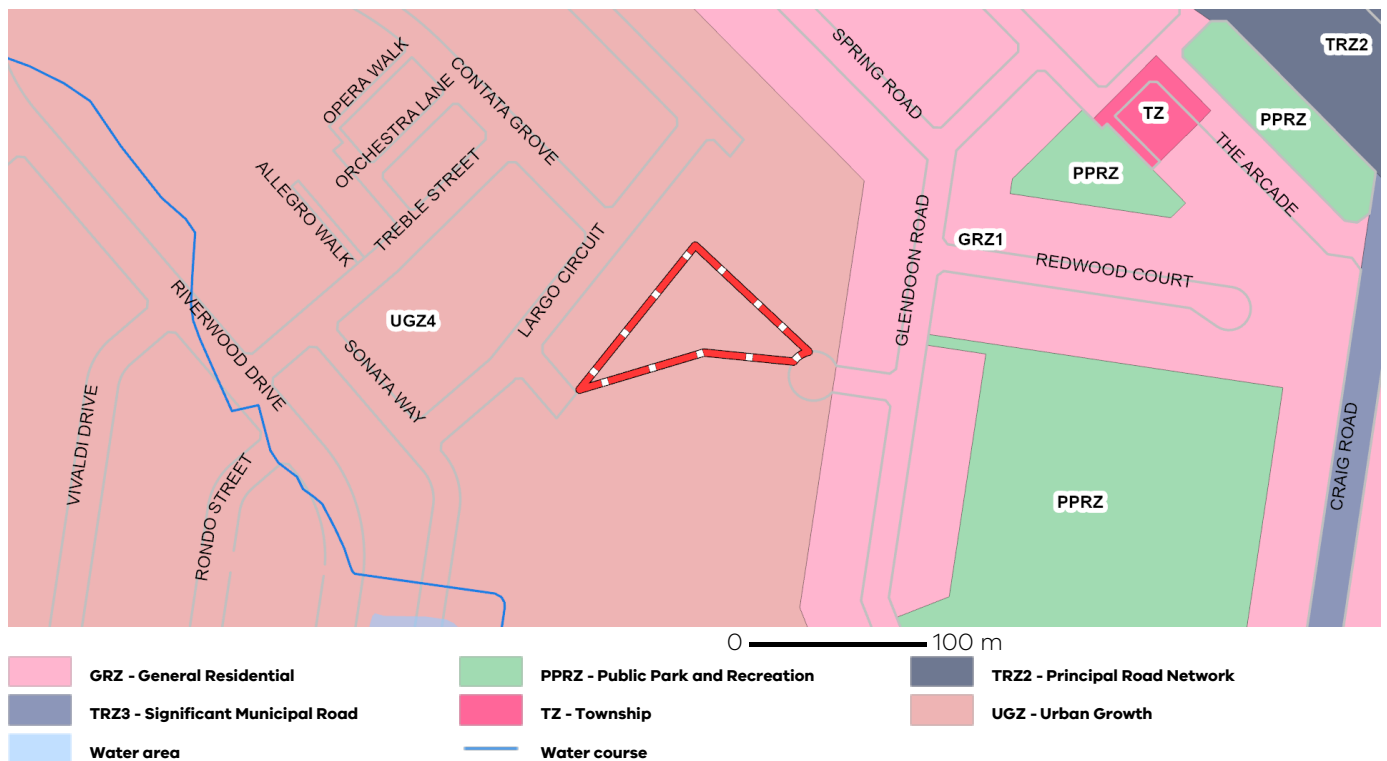 TRZ2
SPRING ROAD
OPERA WALK
CONTATA GROVE
ORCHESTRA LANE
TZ
PPRZ
THE ARCADE
PPRZ
ALLEGRO WALK
TREBLE STREET
GLENDOON ROAD
GRZ1
LARGO CIRCUIT
REDWOOD COURT
RIVERWOOD DRIVE
UGZ4
SONATA WAY
VIVALDI DRIVE
CRAIG ROAD
RONDO STREET
PPRZ
0 100 m
GRZ - General Residential
PPRZ - Public Park and Recreation
TRZ2 - Principal Road Network
TRZ3 - Significant Municipal Road
TZ - Township
UGZ - Urban Growth
Water area
Water course